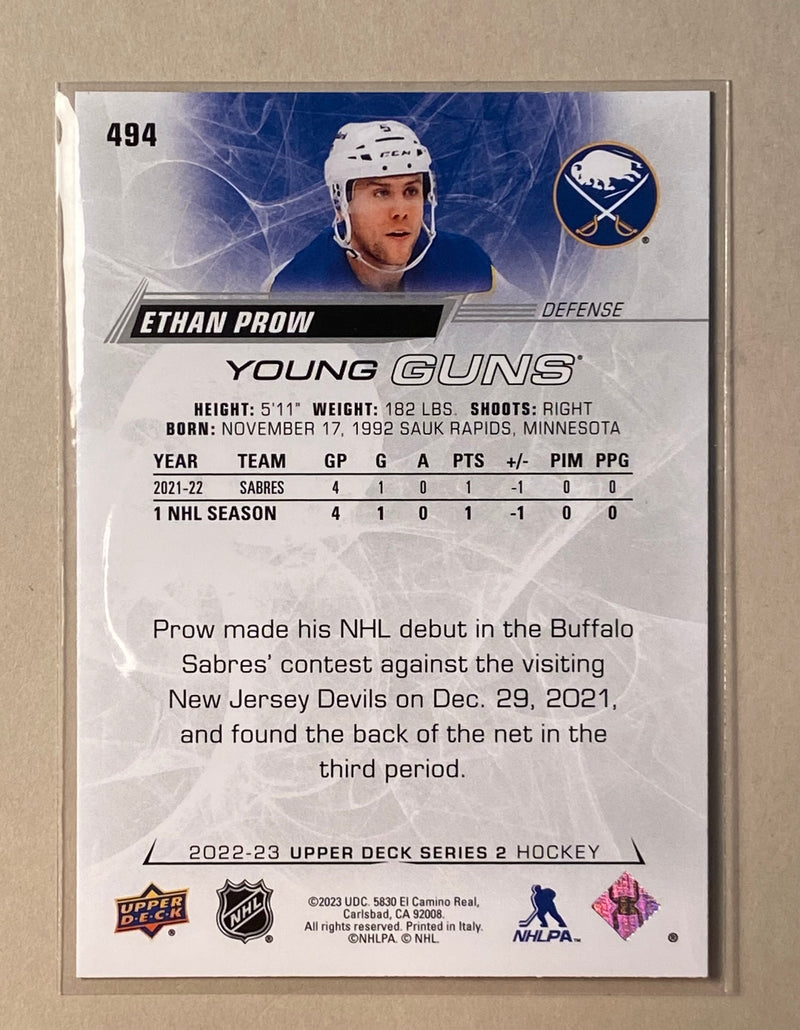 494
5
CCM
ETHAN PROW
DEFENSE
YOUNG GUNS®
HEIGHT: 5'11" WEIGHT: 182 LBS. SHOOTS: RIGHT
BORN: NOVEMBER 17, 1992 SAUK RAPIDS, MINNESOTA
YEAR TEAM GP G A PTS +/- PIM PPG
2021-22 SABRES 4 1 0 1 -1 0 0
1 NHL SEASON 4 1 0 1 -1 0 0
Prow made his NHL debut in the Buffalo
Sabres’ contest against the visiting
New Jersey Devils on Dec. 29, 2021,
and found the back of the net in the
third period.
2022-23 UPPER DECK SERIES 2 HOCKEY
UPPER
DECK
®
NHL
®
©2023 UDC. 5830 El Camino Real,
Carlsbad, CA 92008.
All rights reserved. Printed in Italy.
©NHLPA. © NHL.
NHLPA™
®